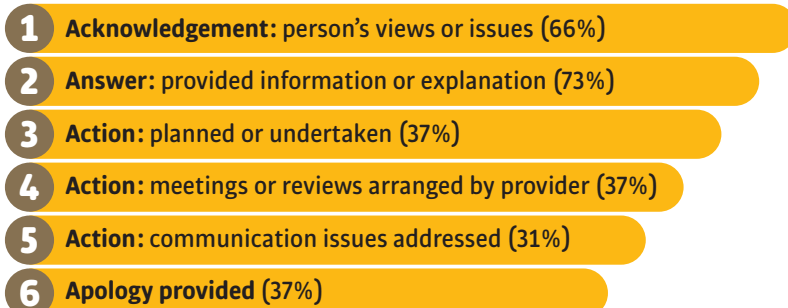 1 Acknowledgement: person’s views or issues (66%)
2 Answer: provided information or explanation (73%)
3 Action: planned or undertaken (37%)
4 Action: meetings or reviews arranged by provider (37%)
5 Action: communication issues addressed (31%)
6 Apology provided (37%)